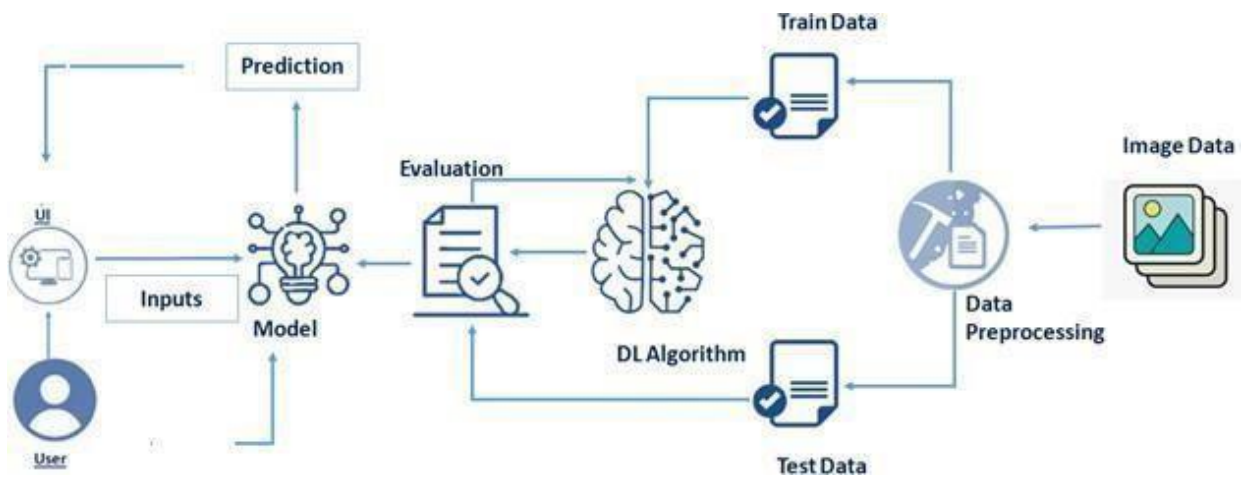 Train Data
Prediction
Image Data
Evaluation
UI
Inputs
Model
Data
Preprocessing
DL Algorithm
User
Test Data